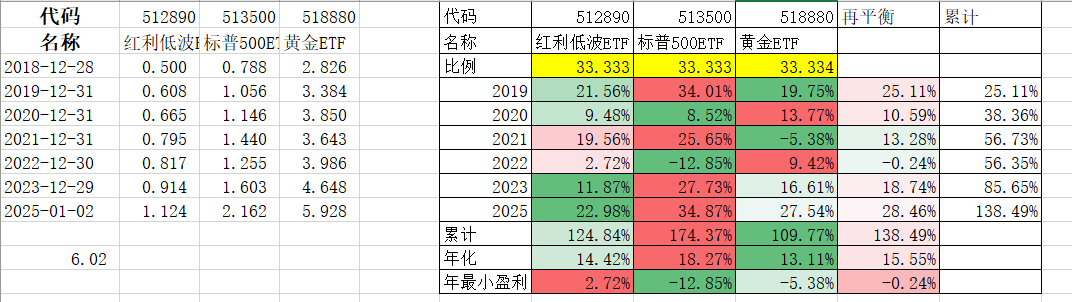 代码 512890 513500 518880 代码 512890 513500 518880 再平衡 累计
名称 红利低波E 标普500ET 黄金ETF 名称 红利低波ETF 标普500ETF 黄金ETF
2018-12-28 0.500 0.788 2.826 比例 33.333 33.333 33.334
2019-12-31 0.608 1.056 3.384 2019 21.56% 34.01% 19.75% 25.11% 25.11%
2020-12-31 0.665 1.146 3.850 2020 9.48% 8.52% 13.77% 10.59% 38.36%
2021-12-31 0.795 1.440 3.643 2021 19.56% 25.65% -5.38% 13.28% 56.73%
2022-12-30 0.817 1.255 3.986 2022 2.72% -12.85% 9.42% -0.24% 56.35%
2023-12-29 0.914 1.603 4.648 2023 11.87% 27.73% 16.61% 18.74% 85.65%
2025-01-02 1.124 2.162 5.928 2025 22.98% 34.87% 27.54% 28.46% 138.49%
累计 124.84% 174.37% 109.77% 138.49%
6.02 年化 14.42% 18.27% 13.11% 15.55%
年最小盈利 2.72% -12.85% -5.38% -0.24%